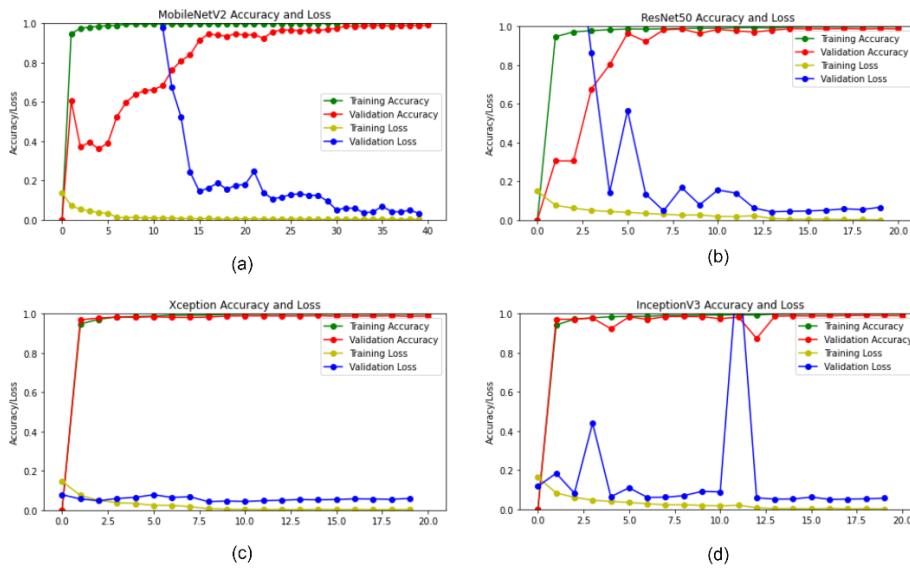 MobileNetV2 Accuracy and Loss
1.0
0.8
0.6
0.4
0.2
0.0
Accuracy/Loss
Training Accuracy
Validation Accuracy
Training Loss
Validation Loss
0 5 10 15 20 25 30 35 40
(a)
ResNet50 Accuracy and Loss
1.0
0.8
0.6
0.4
0.2
0.0
Accuracy/Loss
Training Accuracy
Validation Accuracy
Training Loss
Validation Loss
0.0 2.5 5.0 7.5 10.0 12.5 15.0 17.5 20.0
(b)
Xception Accuracy and Loss
1.0
0.8
0.6
0.4
0.2
0.0
Accuracy/Loss
Training Accuracy
Validation Accuracy
Training Loss
Validation Loss
0.0 2.5 5.0 7.5 10.0 12.5 15.0 17.5 20.0
(c)
InceptionV3 Accuracy and Loss
1.0
0.8
0.6
0.4
0.2
0.0
Accuracy/Loss
Training Accuracy
Validation Accuracy
Training Loss
Validation Loss
0.0 2.5 5.0 7.5 10.0 12.5 15.0 17.5 20.0
(d)